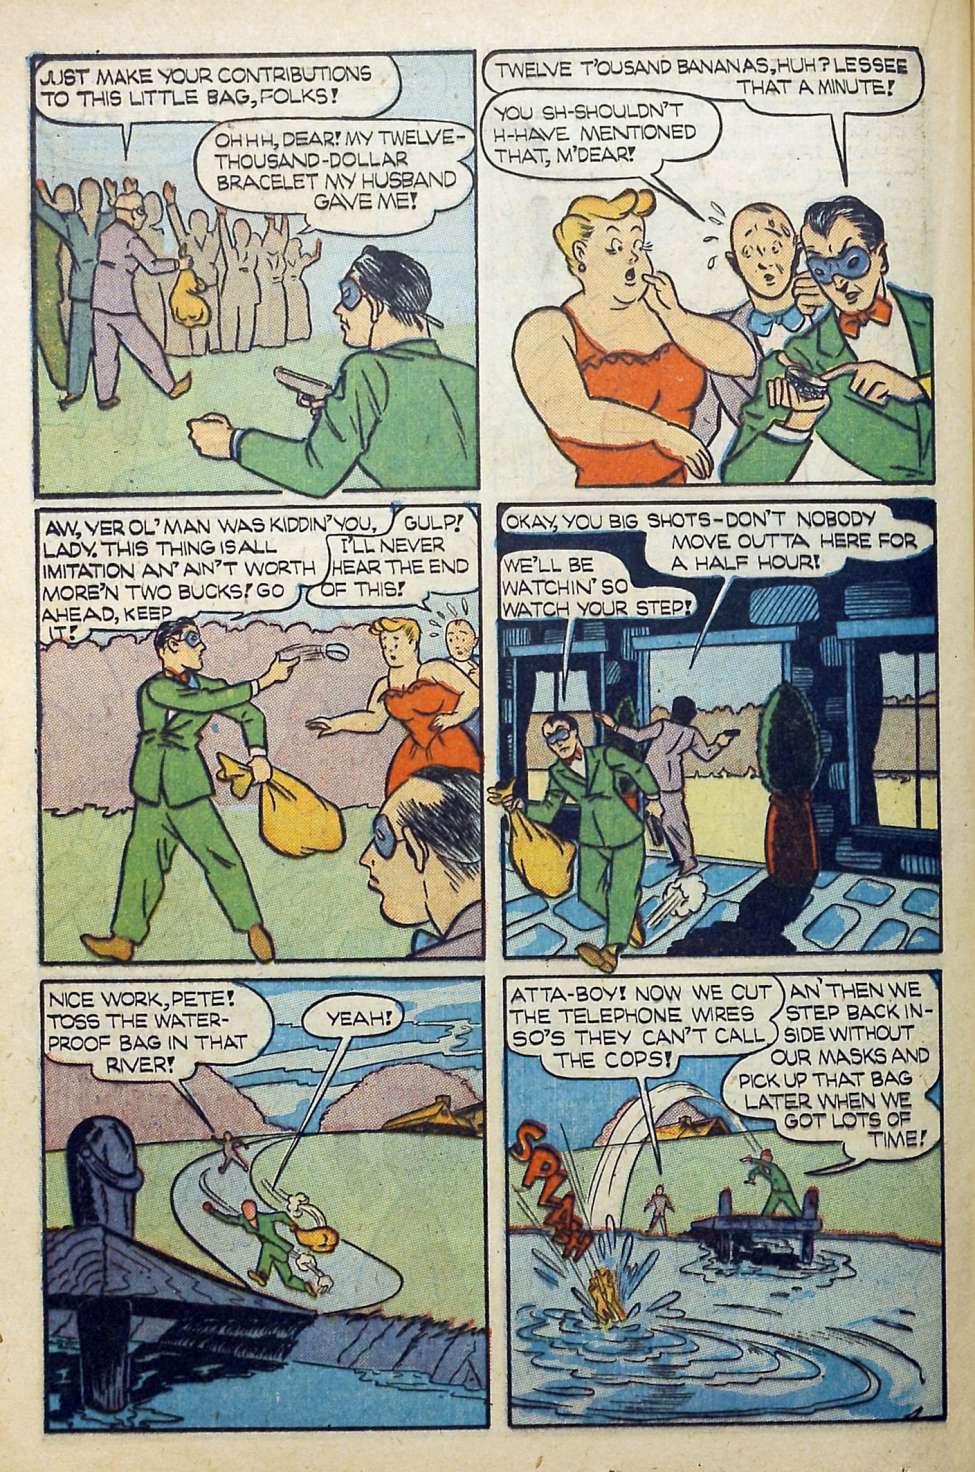 JUST MAKE YOUR CONTRIBUTIONS
TO THIS LITTLE BAG, FOLKS!
OHHH, DEAR! MY TWELVE-
THOUSAND-DOLLAR
BRACELET MY HUSBAND
GAVE ME!
TWELVE T'OUSAND BANANAS, HUH? LESSEE
THAT A MINUTE!
YOU SH-SHOULDN'T
H-HAVE MENTIONED
THAT, M'DEAR!
AW, YER OL' MAN WAS KIDDIN' YOU,
LADY. THIS THING IS ALL
IMITATION AN' AIN'T WORTH
MORE'N TWO BUCKS! GO
AHEAD, KEEP
IT!
GULP!
I'LL NEVER
HEAR THE END
OF THIS!
OKAY, YOU BIG SHOTS-DON'T NOBODY
MOVE OUTTA HERE FOR
A HALF HOUR!
WE'LL BE
WATCHIN' SO
WATCH YOUR STEP!
NICE WORK, PETE!
TOSS THE WATER-
PROOF BAG IN THAT
RIVER!
YEAH!
ATTA-BOY! NOW WE CUT
THE TELEPHONE WIRES
SO'S THEY CAN'T CALL
THE COPS!
AN' THEN WE
STEP BACK IN-
SIDE WITHOUT
OUR MASKS AND
PICK UP THAT BAG
LATER WHEN WE
GOT LOTS OF
TIME!
SPLASH